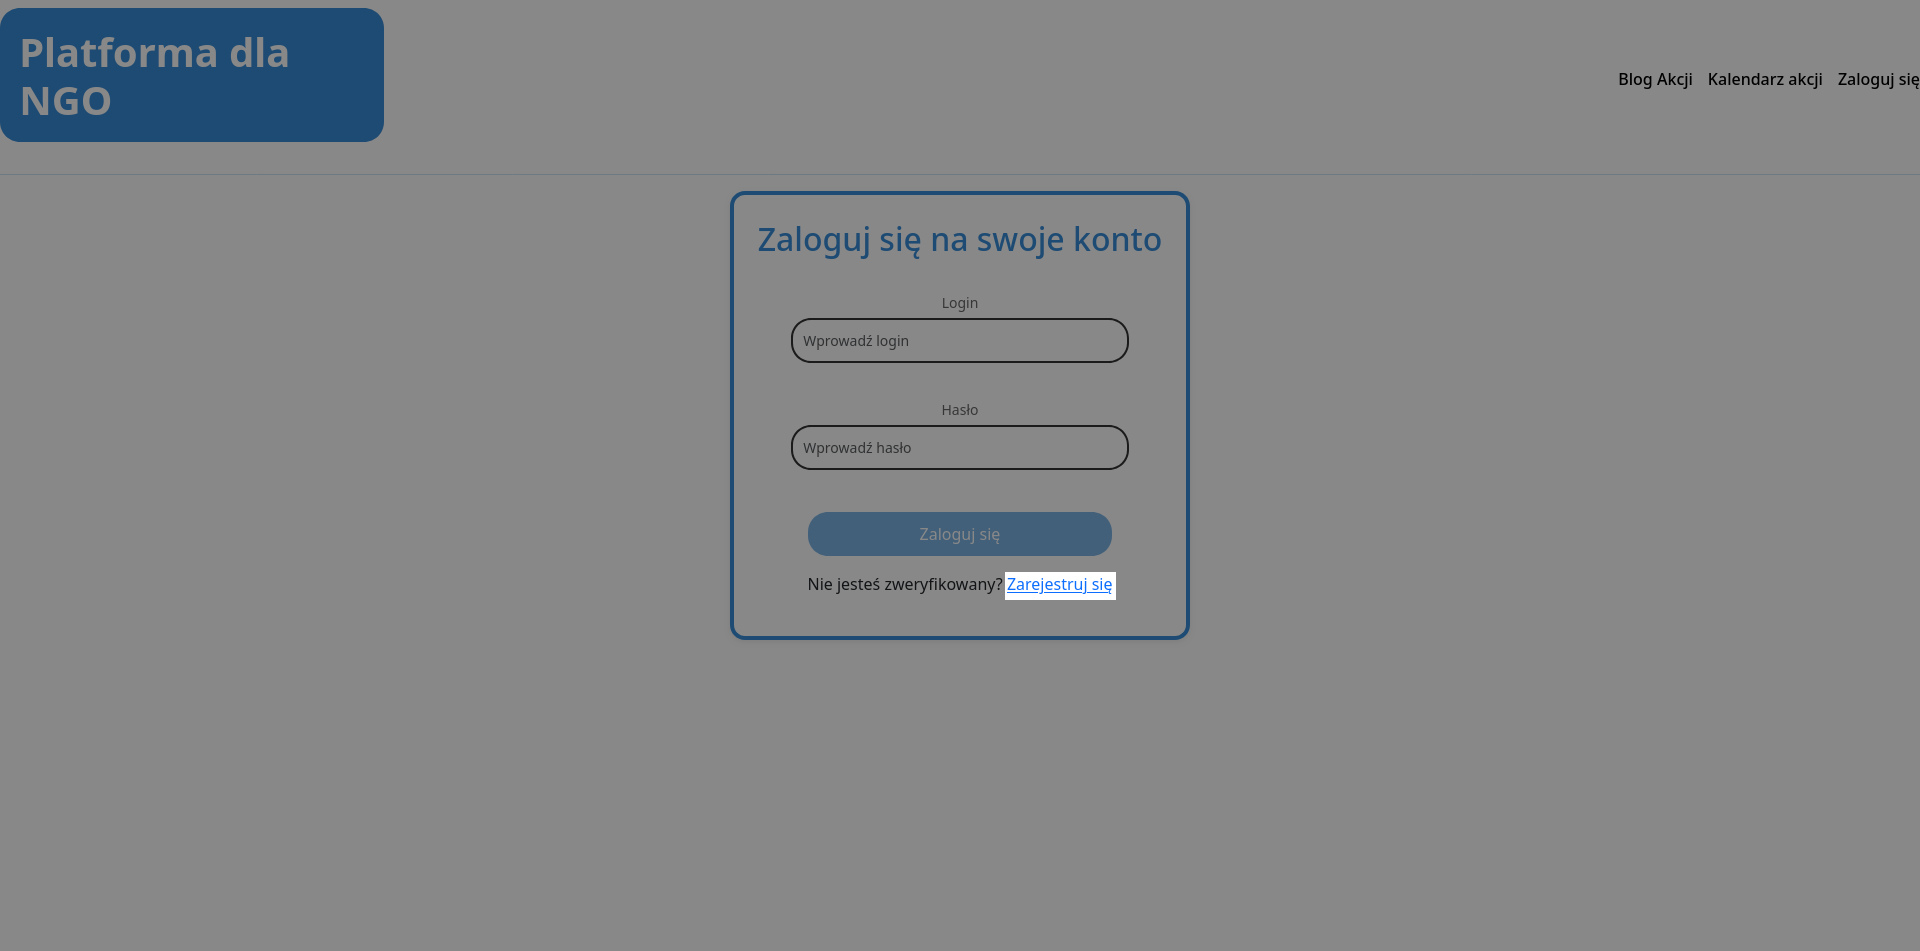 Platforma dla
NGO
Blog Akcji Kalendarz akcji Zaloguj się
Zaloguj się na swoje konto
Login
Wprowadź login
Hasło
Wprowadź hasło
Zaloguj się
Nie jesteś zweryfikowany? Zarejestruj się